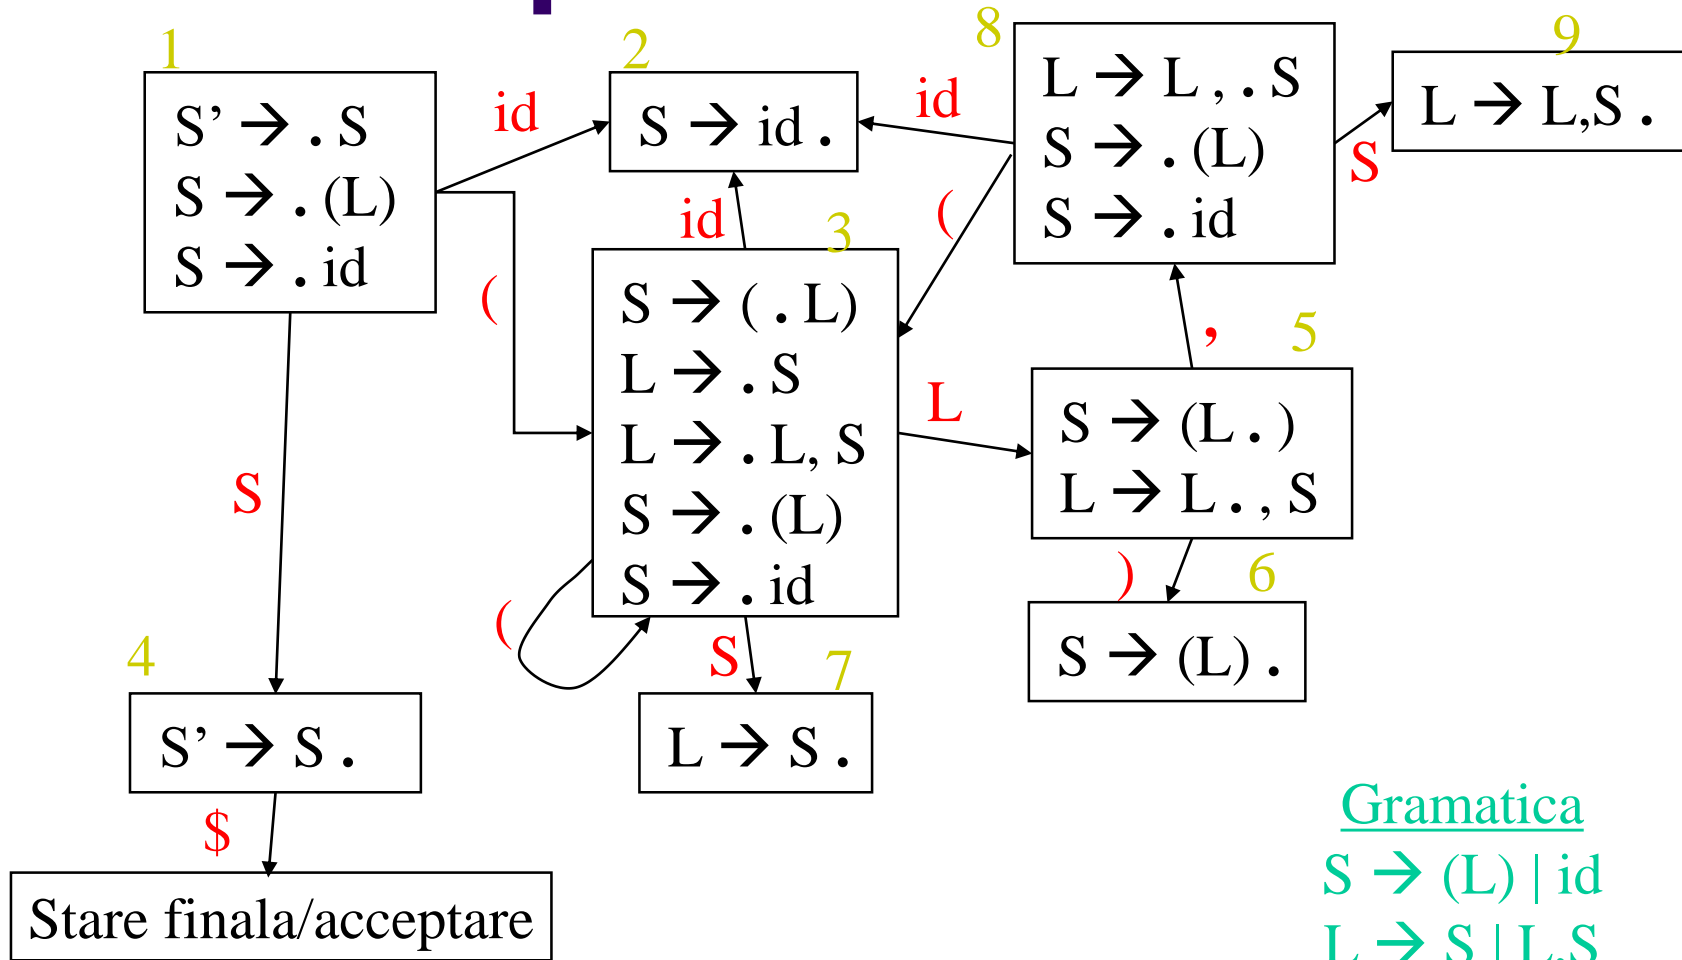 1
S’ → . S
S → . (L)
S → . id
id
(
S
2
S → id .
id
id
(
3
S → ( . L)
L → . S
L → . L, S
S → . (L)
S → . id
(
L
S
8
L → L , . S
S → . (L)
S → . id
S
9
L → L,S .
,
5
S → (L . )
L → L . , S
)
6
S → (L) .
4
S’ → S .
$
Stare finala/acceptare
7
L → S .
Gramatica
S → (L) | id
L → S | L,S